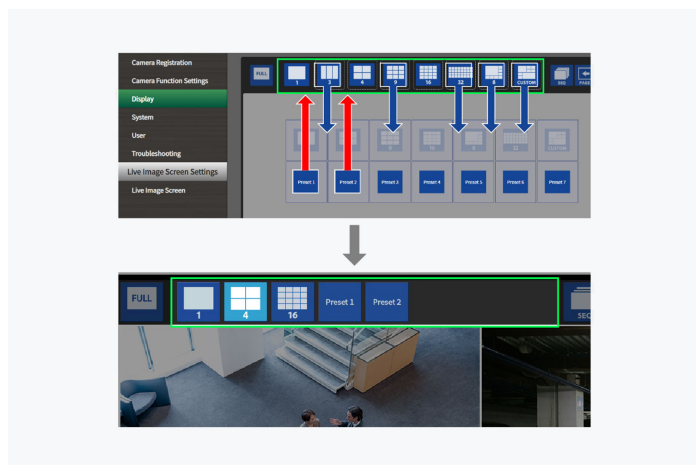 Camera Registration
Camera Function Settings
Display
System
User
Troubleshooting
Live Image Screen Settings
Live Image Screen
FULL
1
3
4
9
16
32
8
CUSTOM
SEQ
Preset 1
Preset 2
Preset 3
Preset 4
Preset 5
Preset 6
Preset 7
FULL
1
4
16
Preset 1
Preset 2
SEC